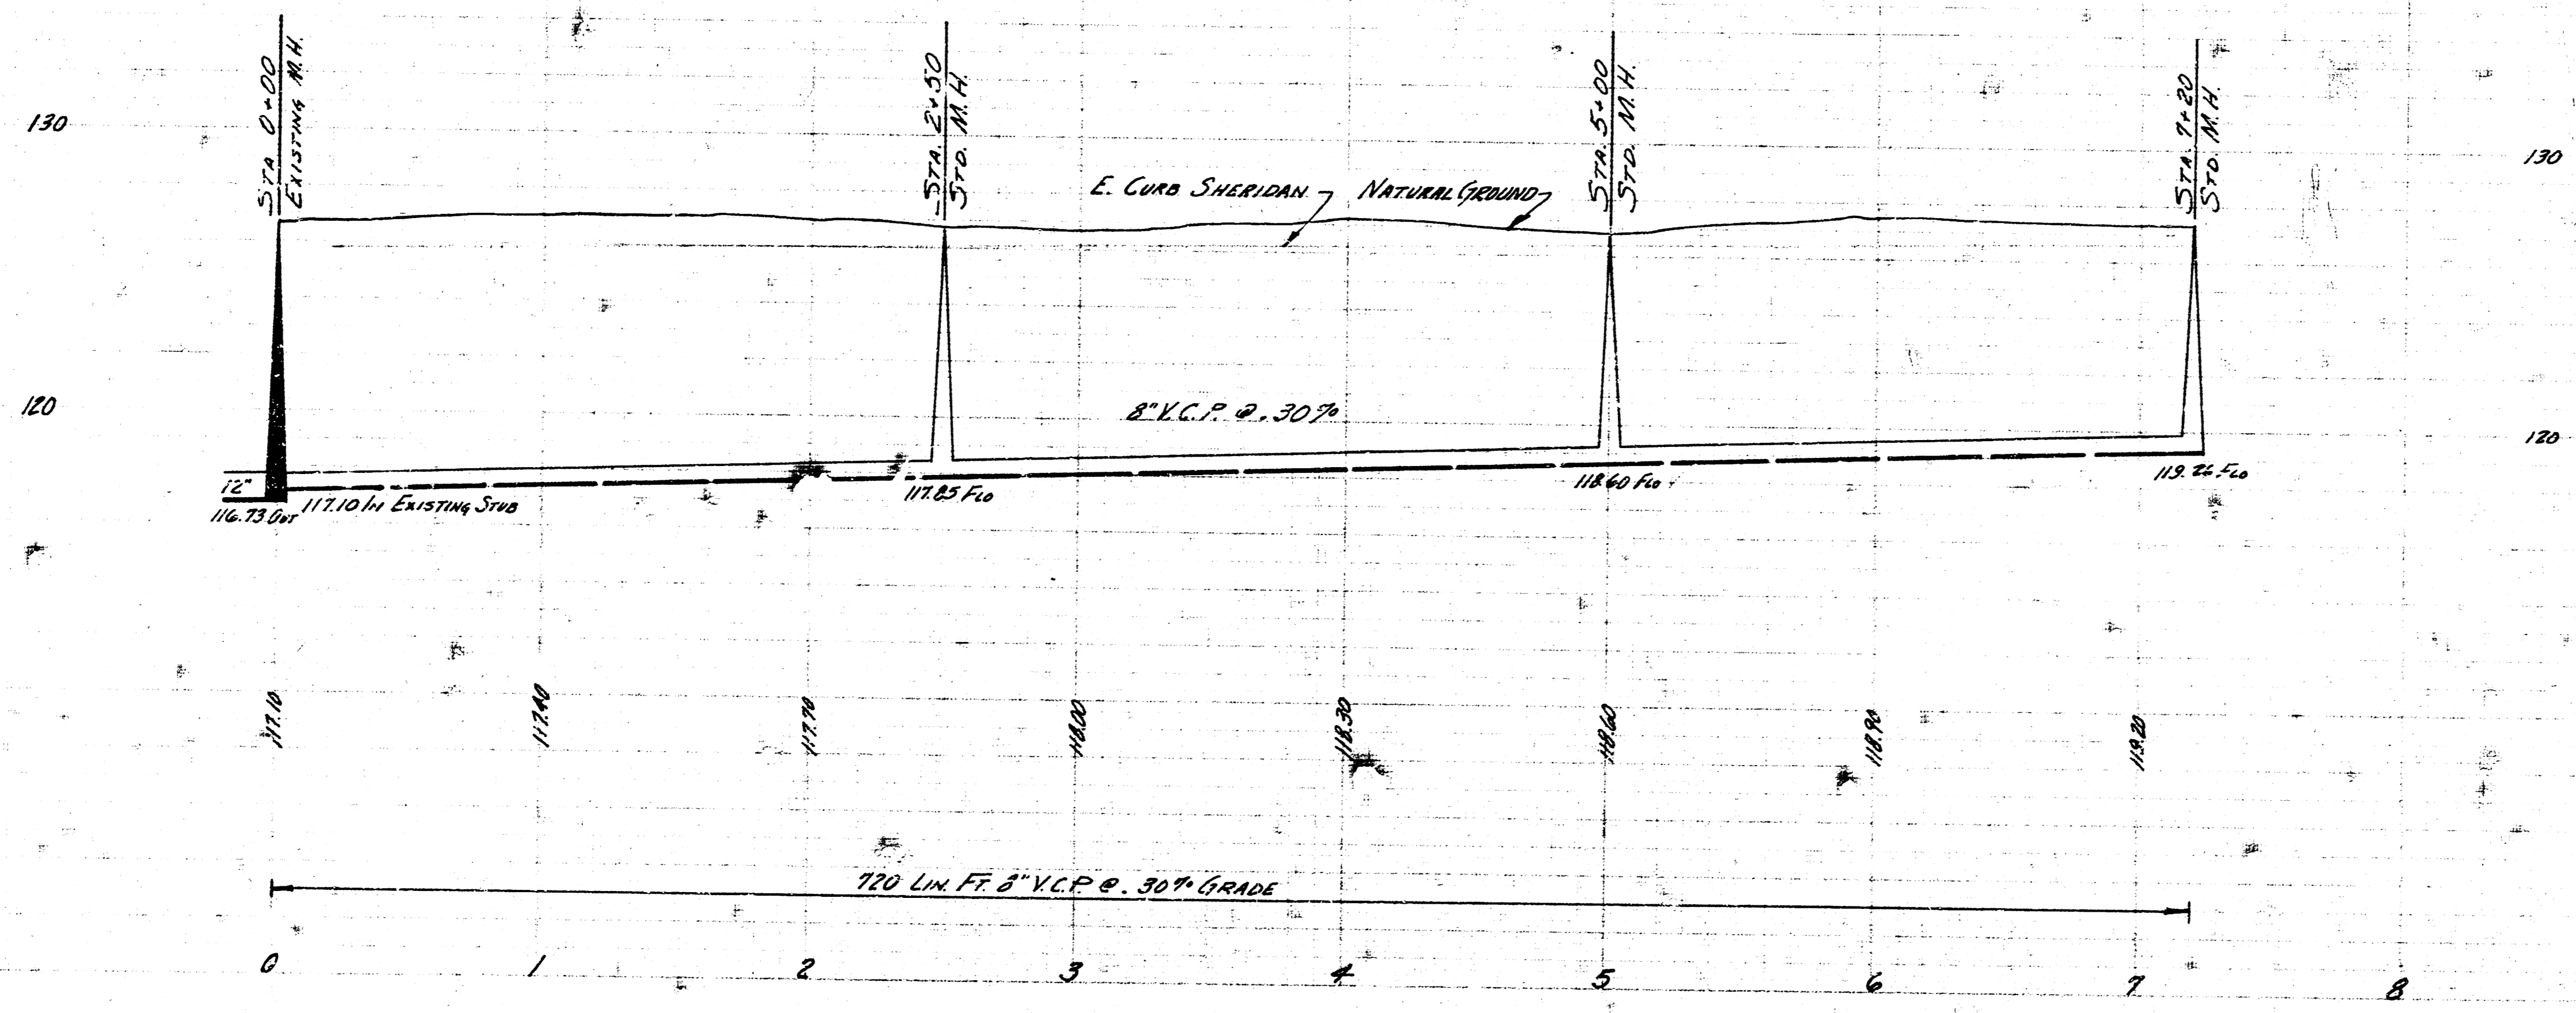 STA 0+00
EXISTING M.H.
STA. 2+50
STD. M.H.
STA. 5+00
STD. M.H.
STA. 7+20
STD. M.H.
130
130
E. CURB SHERIDAN
NATURAL GROUND
120
120
8" V.C.P. @ .30%
12"
116.73 OUT
117.10 IN EXISTING STUB
117.85 FLO
118.60 FLO
119.26 FLO
117.10
117.40
117.70
118.00
118.30
118.60
118.90
119.20
720 LIN. FT. 8" V.C.P. @ .30% GRADE
0 1 2 3 4 5 6 7 8